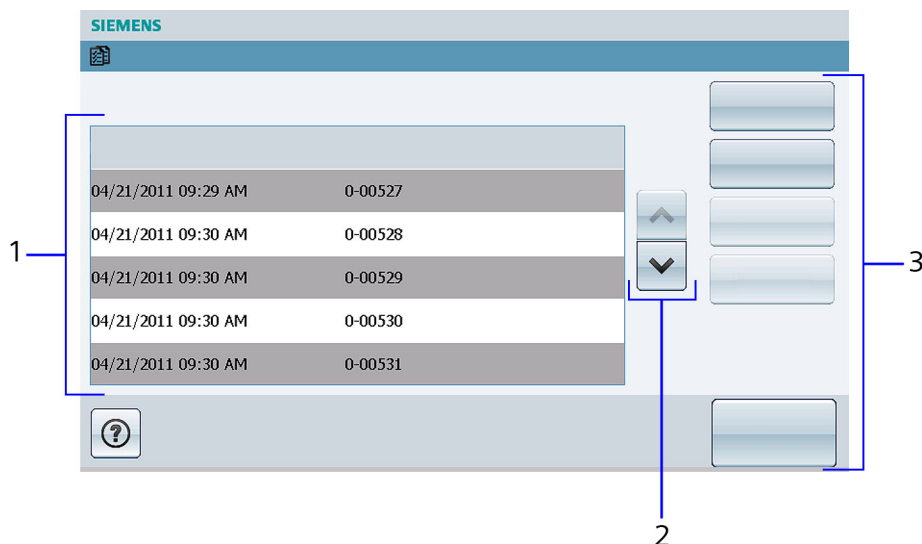 SIEMENS
04/21/2011 09:29 AM 0-00527
04/21/2011 09:30 AM 0-00528
04/21/2011 09:30 AM 0-00529
04/21/2011 09:30 AM 0-00530
04/21/2011 09:30 AM 0-00531
?
1
3
2